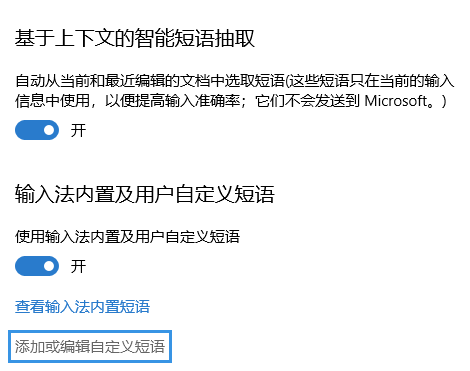 基于上下文的智能短语抽取
自动从当前和最近编辑的文档中选取短语(这些短语只在当前的输入
信息中使用，以便提高输入准确率；它们不会发送到 Microsoft。)
开
输入法内置及用户自定义短语
使用输入法内置及用户自定义短语
开
查看输入法内置短语
添加或编辑自定义短语